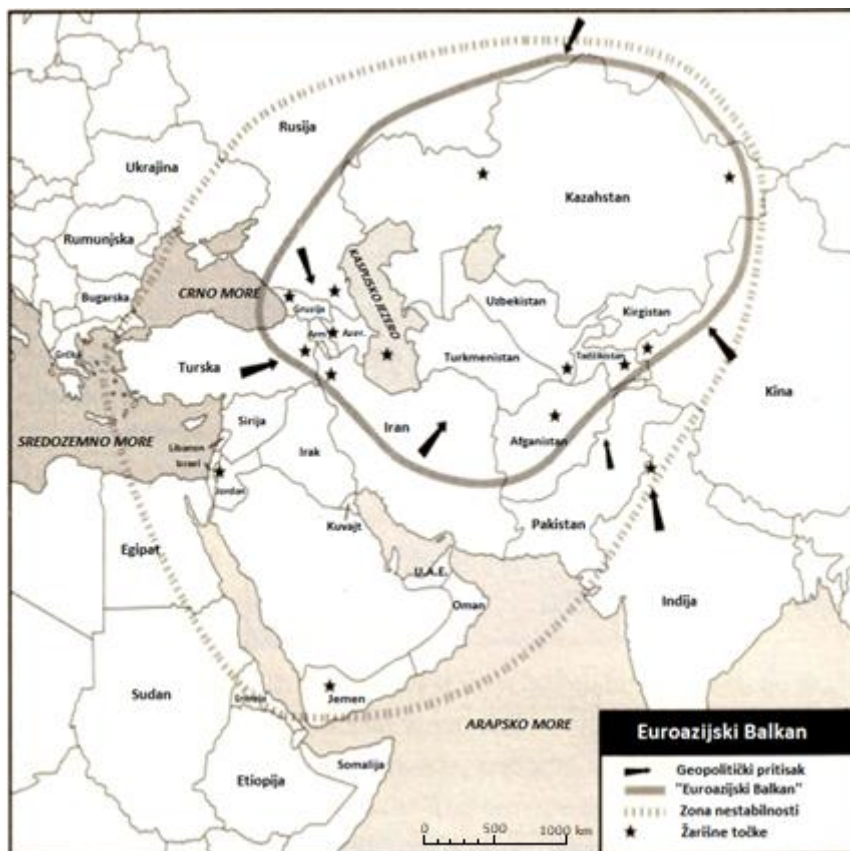 Rusija
Ukrajina
Kazahstan
Rumunjska
KASPIJSKO JEZERO
CRNO MORE
Bugarska
Gruzija
Uzbekistan
Kirgistan
Arm.
Azer.
Grčka
Turska
Turkmenistan
Tadžikistan
Kina
Sirija
Iran
SREDOZEMNO MORE
Libanon
Irak
Afganistan
Izrael
Jordan
Kuvajt
Pakistan
Egipat
U.A.E.
Oman
Indija
Sudan
Jemen
Eritreja
ARAPSKO MORE
Somalija
Etiopija
Euroazijski Balkan
Geopolitički pritisak
"Euroazijski Balkan"
Zona nestabilnosti
Žarišne točke
0 500 1000 km